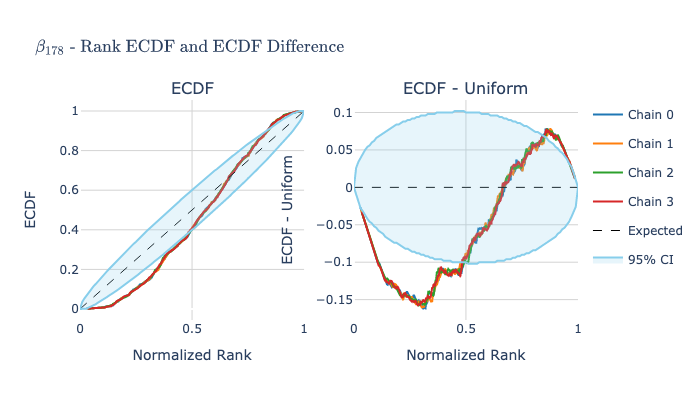 β₁₇₈ - Rank ECDF and ECDF Difference
ECDF
ECDF - Uniform
1
0.8
0.6
0.4
0.2
0
ECDF
0
0.5
1
Normalized Rank
0.1
0.05
0
−0.05
−0.1
−0.15
ECDF - Uniform
0
0.5
1
Normalized Rank
Chain 0
Chain 1
Chain 2
Chain 3
Expected
95% CI